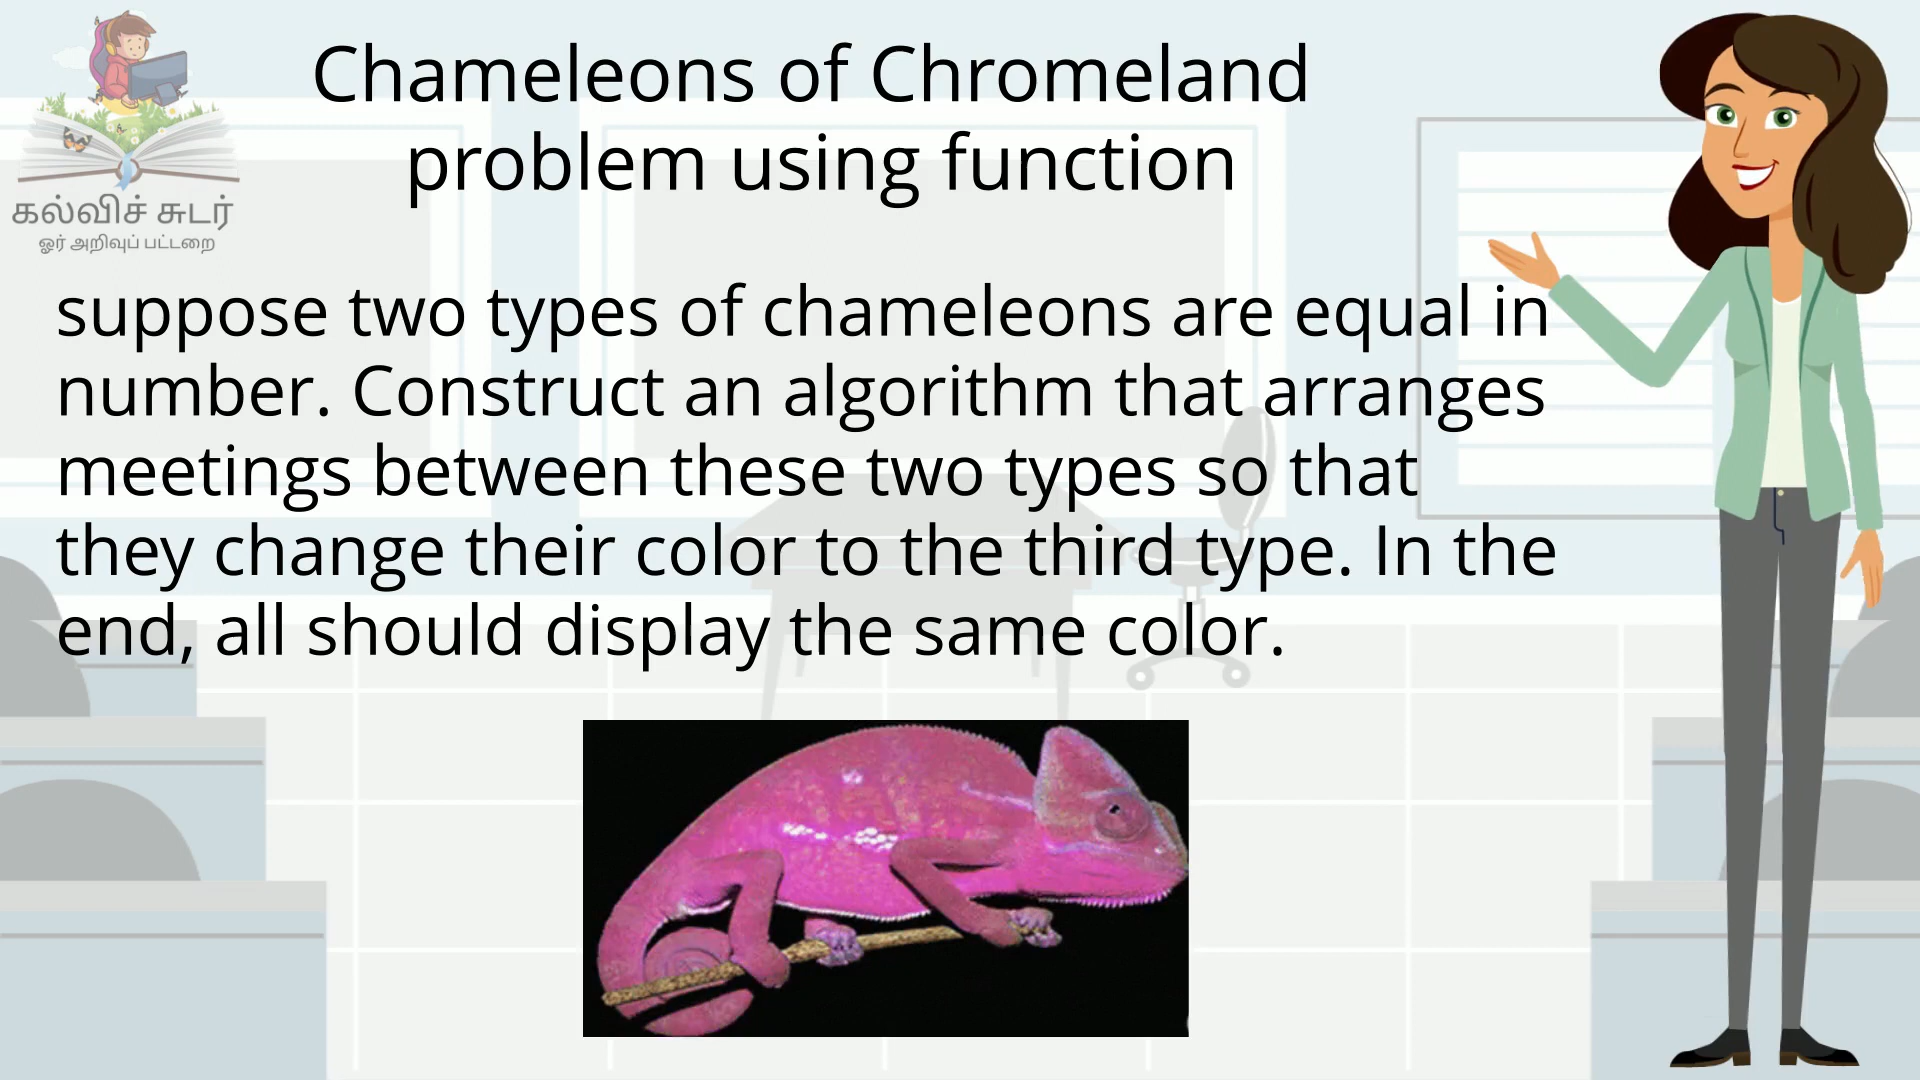 கல்விச் சுடர்
ஓர் அறிவுப் பட்டறை
Chameleons of Chromeland
problem using function
suppose two types of chameleons are equal in
number. Construct an algorithm that arranges
meetings between these two types so that
they change their color to the third type. In the
end, all should display the same color.